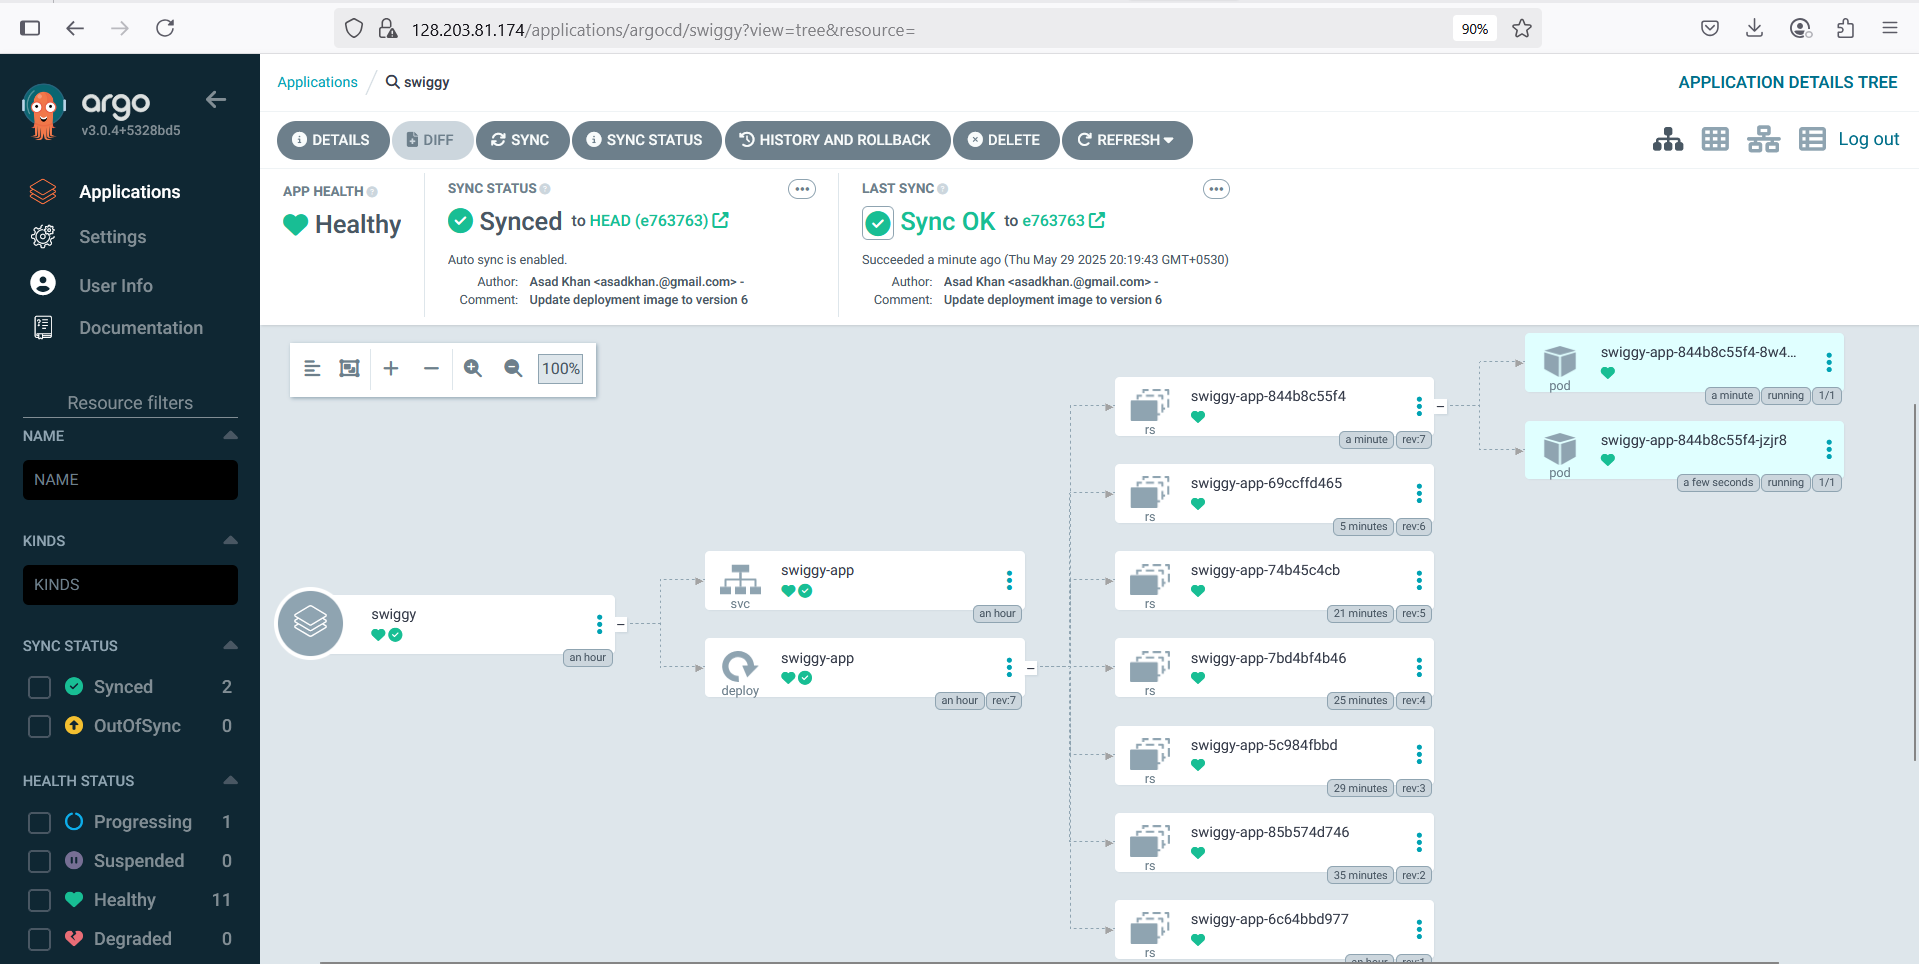 128.203.81.174/applications/argocd/swiggy?view=tree&resource=
90%
argo
v3.0.4+5328bd5
Applications
Settings
User Info
Documentation
Resource filters
NAME
NAME
KINDS
KINDS
SYNC STATUS
Synced 2
OutOfSync 0
HEALTH STATUS
Progressing 1
Suspended 0
Healthy 11
Degraded 0
Applications / swiggy
APPLICATION DETAILS TREE
DETAILS
DIFF
SYNC
SYNC STATUS
HISTORY AND ROLLBACK
DELETE
REFRESH
Log out
APP HEALTH
Healthy
SYNC STATUS
Synced to HEAD (e763763)
Auto sync is enabled.
Author: Asad Khan <asadkhan.@gmail.com> -
Comment: Update deployment image to version 6
LAST SYNC
Sync OK to e763763
Succeeded a minute ago (Thu May 29 2025 20:19:43 GMT+0530)
Author: Asad Khan <asadkhan.@gmail.com> -
Comment: Update deployment image to version 6
100%
swiggy
an hour
svc
swiggy-app
an hour
deploy
swiggy-app
an hour rev:7
rs
swiggy-app-844b8c55f4
a minute rev:7
rs
swiggy-app-69ccffd465
5 minutes rev:6
rs
swiggy-app-74b45c4cb
21 minutes rev:5
rs
swiggy-app-7bd4bf4b46
25 minutes rev:4
rs
swiggy-app-5c984fbbd
29 minutes rev:3
rs
swiggy-app-85b574d746
35 minutes rev:2
rs
swiggy-app-6c64bbd977
an hour rev:1
pod
swiggy-app-844b8c55f4-8w4...
a minute running 1/1
pod
swiggy-app-844b8c55f4-jzjr8
a few seconds running 1/1